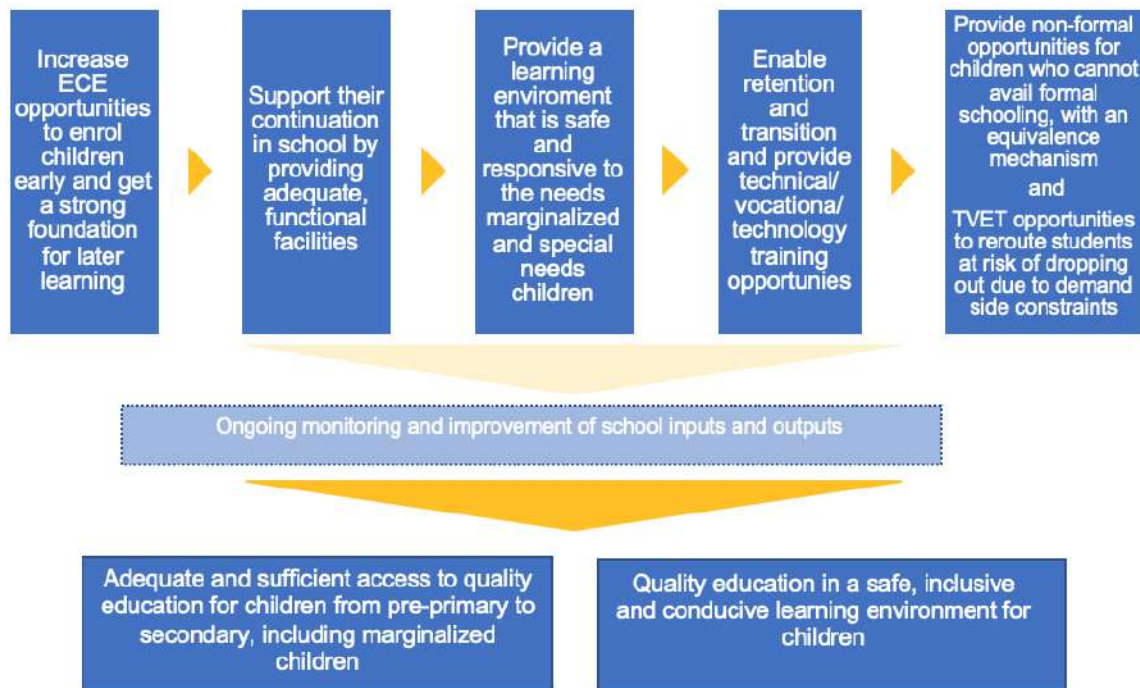 Increase
ECE
opportunities
to enrol
children
early and get
a strong
foundation
for later
learning
Support their
continuation
in school by
providing
adequate,
functional
facilities
Provide a
learning
enviroment
that is safe
and
responsive to
the needs
marginalized
and special
needs
children
Enable
retention
and
transition
and provide
technical/
vocationa/
technology
training
opportunies
Provide non-formal
opportunities for
children who cannot
avail formal
schooling, with an
equivalence
mechanism
and
TVET opportunities
to reroute students
at risk of dropping
out due to demand
side constraints
Ongoing monitoring and improvement of school inputs and outputs
Adequate and sufficient access to quality
education for children from pre-primary to
secondary, including marginalized
children
Quality education in a safe, inclusive
and conducive learning environment for
children